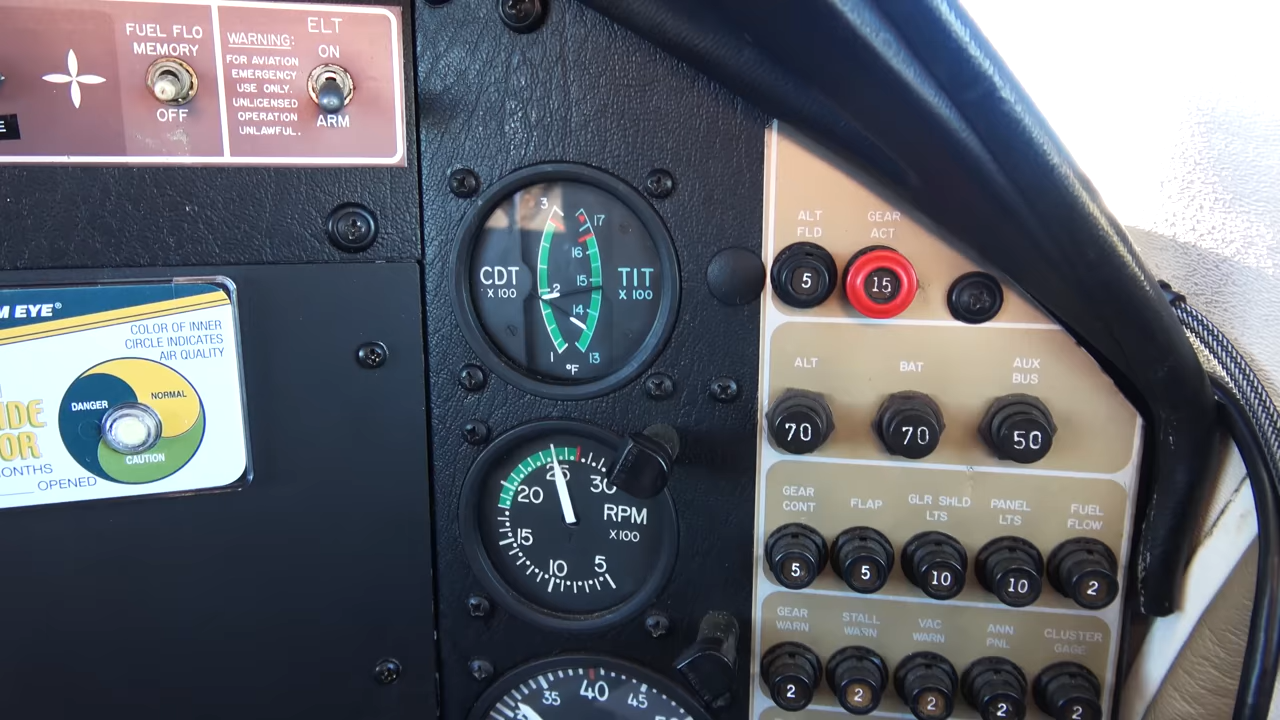 FUEL FLO
MEMORY
OFF
WARNING:
FOR AVIATION
EMERGENCY
USE ONLY.
UNLICENSED
OPERATION
UNLAWFUL.
ELT
ON
ARM
E
M EYE®
COLOR OF INNER
CIRCLE INDICATES
AIR QUALITY
DANGER
NORMAL
CAUTION
IDE
OR
MONTHS
OPENED
3
2
1
CDT
X 100
17
16
15
14
13
TIT
X 100
°F
5
10
15
20
25
30
RPM
X100
35
40
45
50
ALT
FLD
5
GEAR
ACT
15
ALT
70
BAT
70
AUX
BUS
50
GEAR
CONT
5
FLAP
5
GLR SHLD
LTS
10
PANEL
LTS
10
FUEL
FLOW
2
GEAR
WARN
2
STALL
WARN
2
VAC
WARN
2
ANN
PNL
2
CLUSTER
GAGE
2